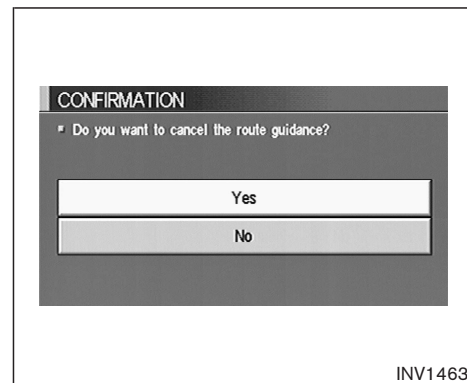 CONFIRMATION
Do you want to cancel the route guidance?
Yes
No
INV1463